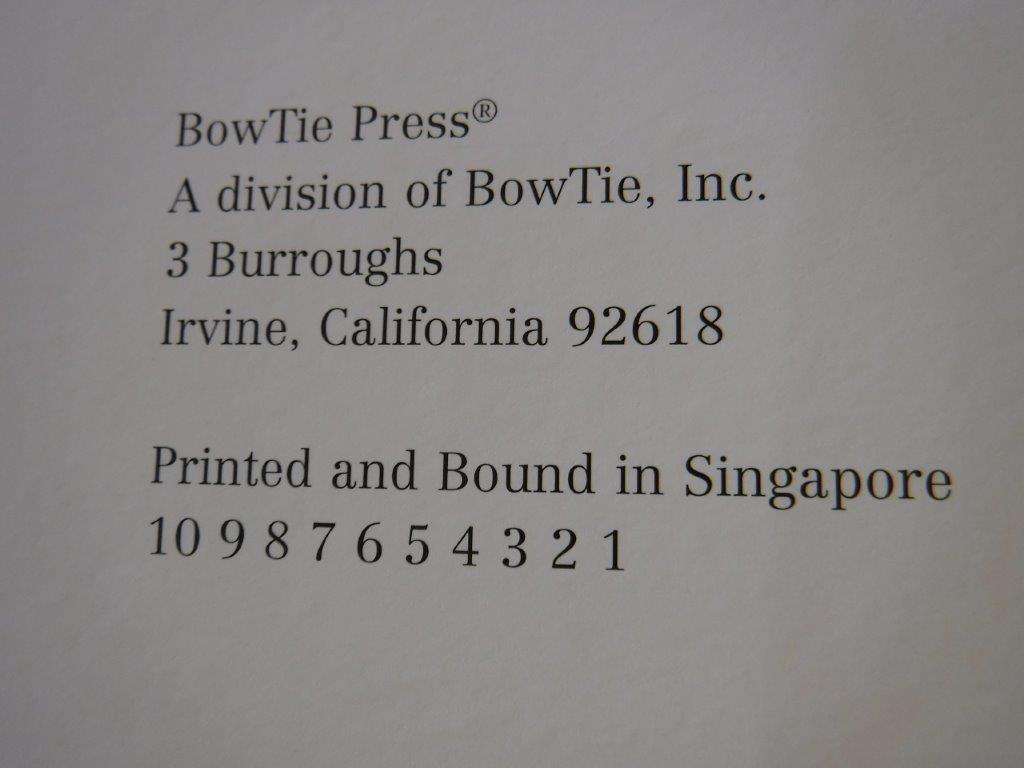 BowTie Press®
A division of BowTie, Inc.
3 Burroughs
Irvine, California 92618
Printed and Bound in Singapore
10 9 8 7 6 5 4 3 2 1